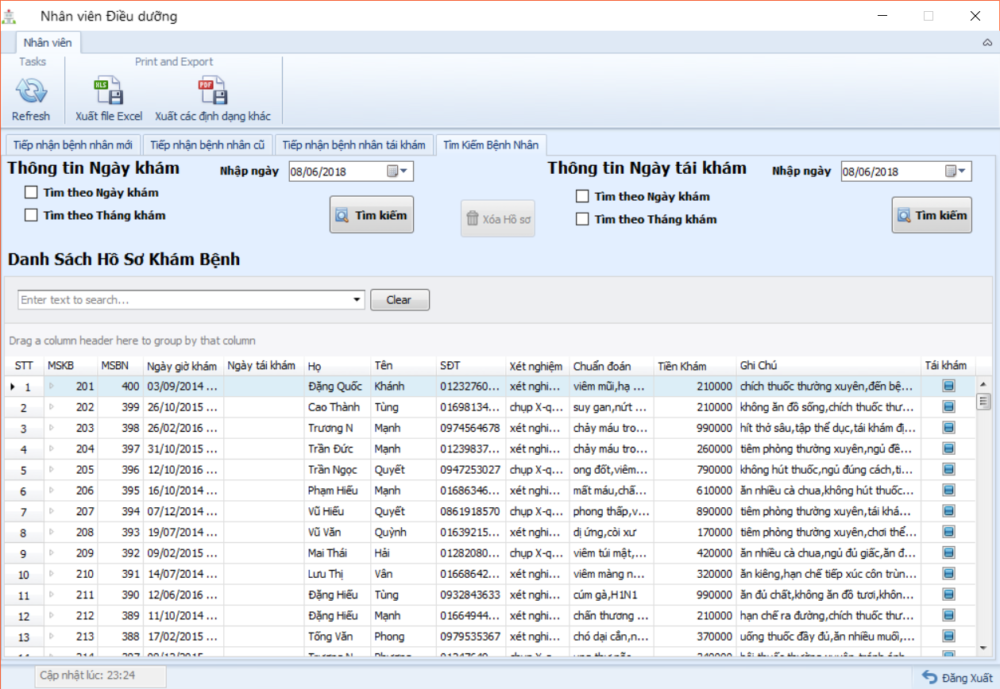 Nhân viên Điều dưỡng
Nhân viên
Tasks Print and Export
XLS PDF
Refresh Xuất file Excel Xuất các định dạng khác
Tiếp nhận bệnh nhân mới Tiếp nhận bệnh nhân cũ Tiếp nhận bệnh nhân tái khám Tìm Kiếm Bệnh Nhân
Thông tin Ngày khám Nhập ngày 08/06/2018 Thông tin Ngày tái khám Nhập ngày 08/06/2018
Tìm theo Ngày khám Tìm theo Ngày khám
Tìm theo Tháng khám Tìm kiếm Xóa Hồ sơ Tìm theo Tháng khám Tìm kiếm
Danh Sách Hồ Sơ Khám Bệnh
Enter text to search... Clear
Drag a column header here to group by that column
STT MSKB MSBN Ngày giờ khám Ngày tái khám Họ Tên SĐT Xét nghiệm Chuẩn đoán Tiền Khám Ghi Chú Tái khám
1 201 400 03/09/2014 ... Đặng Quốc Khánh 01232760... xét nghi... viêm mũi,hạ ... 210000 chích thuốc thường xuyên,đến bệ...
2 202 399 26/10/2015 ... Cao Thành Tùng 01698134... chụp X-q... suy gan,nứt ... 210000 không ăn đồ sống,chích thuốc thư...
3 203 398 26/02/2016 ... Trương N Mạnh 0974564678 xét nghi... chảy máu tro... 990000 hít thở sâu,tập thể dục,tái khám đị...
4 204 397 31/10/2015 ... Trần Đức Mạnh 01239837... xét nghi... chảy máu tro... 260000 tiêm phòng thường xuyên,ngủ đề...
5 205 396 12/10/2016 ... Trần Ngọc Quyết 0947253027 chụp X-q... ong đốt,viêm... 790000 không hút thuốc,ngủ đúng cách,ti...
6 206 395 16/10/2014 ... Phạm Hiếu Mạnh 01686346... xét nghi... mất máu,chấ... 610000 ăn nhiều cà chua,không hút thuốc...
7 207 394 07/12/2014 ... Vũ Hiếu Quyết 0861918570 chụp X-q... phong thấp,v... 890000 tiêm phòng thường xuyên,tái khá...
8 208 393 19/07/2014 ... Vũ Văn Quỳnh 01639215... xét nghi... dị ứng,còi xư 170000 tiêm phòng thường xuyên,chơi thể...
9 209 392 09/02/2015 ... Mai Thái Hải 01282080... chụp X-q... viêm túi mật,... 420000 ăn nhiều cà chua,ngủ đủ giấc,ăn đ...
10 210 391 14/07/2014 ... Lưu Thị Vân 01668642... xét nghi... viêm màng n... 320000 ăn kiêng,hạn chế tiếp xúc côn trùn...
11 211 390 12/06/2016 ... Đặng Hiếu Tùng 0932843633 xét nghi... cúm gà,H1N1 990000 ăn đủ chất,không ăn đồ tươi,khôn...
12 212 389 11/10/2014 ... Đặng Hiếu Mạnh 01664944... xét nghi... chấn thương ... 210000 hạn chế ra đường,chích thuốc thư...
13 213 388 17/02/2015 ... Tống Văn Phong 0979535367 xét nghi... chó dại cắn,n... 370000 uống thuốc đầy đủ,ăn nhiều muối,...
Cập nhật lúc: 23:24 Đăng Xuất